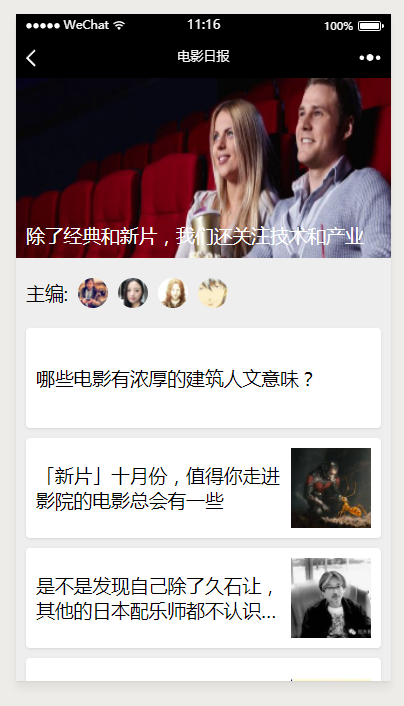 WeChat
11:16
100%
电影日报
除了经典和新片，我们还关注技术和产业
主编:
哪些电影有浓厚的建筑人文意味？
「新片」十月份，值得你走进
影院的电影总会有一些
是不是发现自己除了久石让，
其他的日本配乐师都不认识…